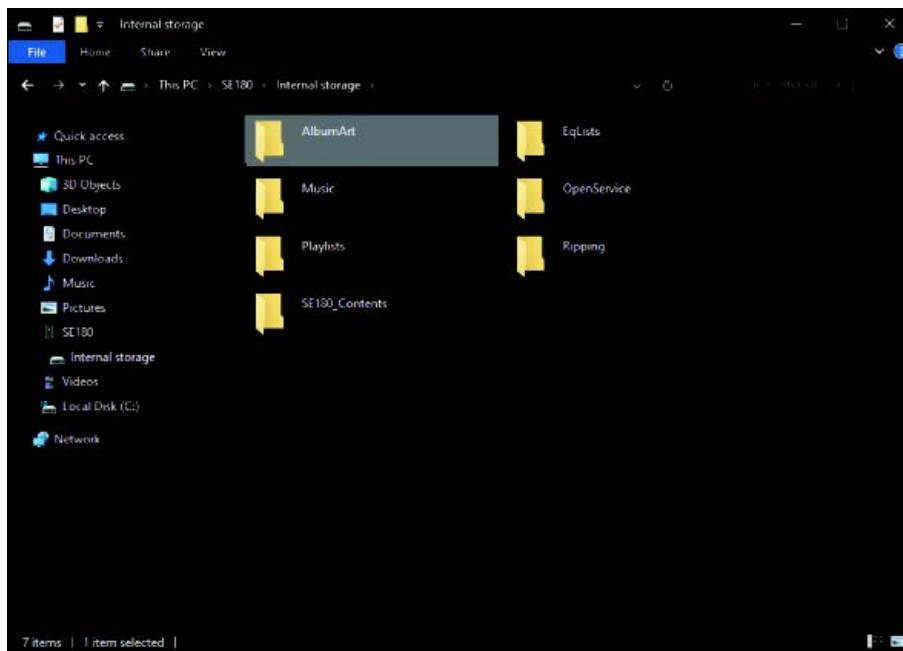 Internal storage
File Home Share View
This PC › SE180 › Internal storage ›
Quick access
This PC
3D Objects
Desktop
Documents
Downloads
Music
Pictures
SE180
Internal storage
Videos
Local Disk (C:)
Network
AlbumArt
EqLists
Music
OpenService
Playlists
Ripping
SE180_Contents
7 items | 1 item selected |